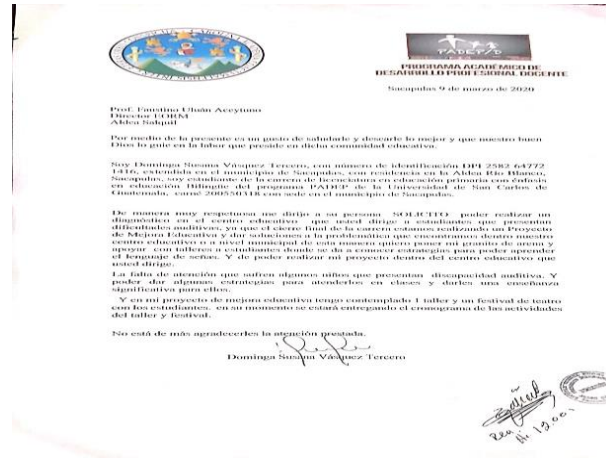 PADEP/D
PROGRAMA ACADÉMICO DE
DESARROLLO PROFESIONAL DOCENTE
Sacapulas 9 de marzo de 2020
Prof. Faustino Uluán Aceytuno
Director EORM
Aldea Salquil
Por medio de la presente es un gusto de saludarle y desearle lo mejor y que nuestro buen
Dios lo guie en la labor que preside en dicha comunidad educativa.
Soy Dominga Susana Vásquez Tercero, con número de identificación DPI 2582 64772
1416, extendida en el municipio de Sacapulas, con residencia en la Aldea Río Blanco,
Sacapulas, soy estudiante de la carrera de licenciatura en educación primaria con énfasis
en educación Bilingüe del programa PADEP de la Universidad de San Carlos de
Guatemala, carné 200550318 con sede en el municipio de Sacapulas.
De manera muy respetuosa me dirijo a su persona SOLICITO poder realizar un
diagnóstico en el centro educativo que usted dirige a estudiantes que presentan
dificultades auditivas, ya que el cierre final de la carrera estamos realizando un Proyecto
de Mejora Educativa y dar soluciones a la problemática que encontramos dentro nuestro
centro educativo o a nivel municipal de esta manera quiero poner mi granito de arena y
apoyar con talleres a estudiantes donde se da a conocer estrategias para poder aprender
el lenguaje de señas. Y de poder realizar mi proyecto dentro del centro educativo que
usted dirige.
La falta de atención que sufren algunos niños que presentan discapacidad auditiva. Y
poder dar algunas estrategias para atenderlos en clases y darles una enseñanza
significativa para ellos.
Y en mi proyecto de mejora educativa tengo contemplado 1 taller y un festival de teatro
con los estudiantes, en su momento se estará entregando el cronograma de las actividades
del taller y festival.
No está de más agradecerles la atención prestada.
Dominga Susana Vásquez Tercero